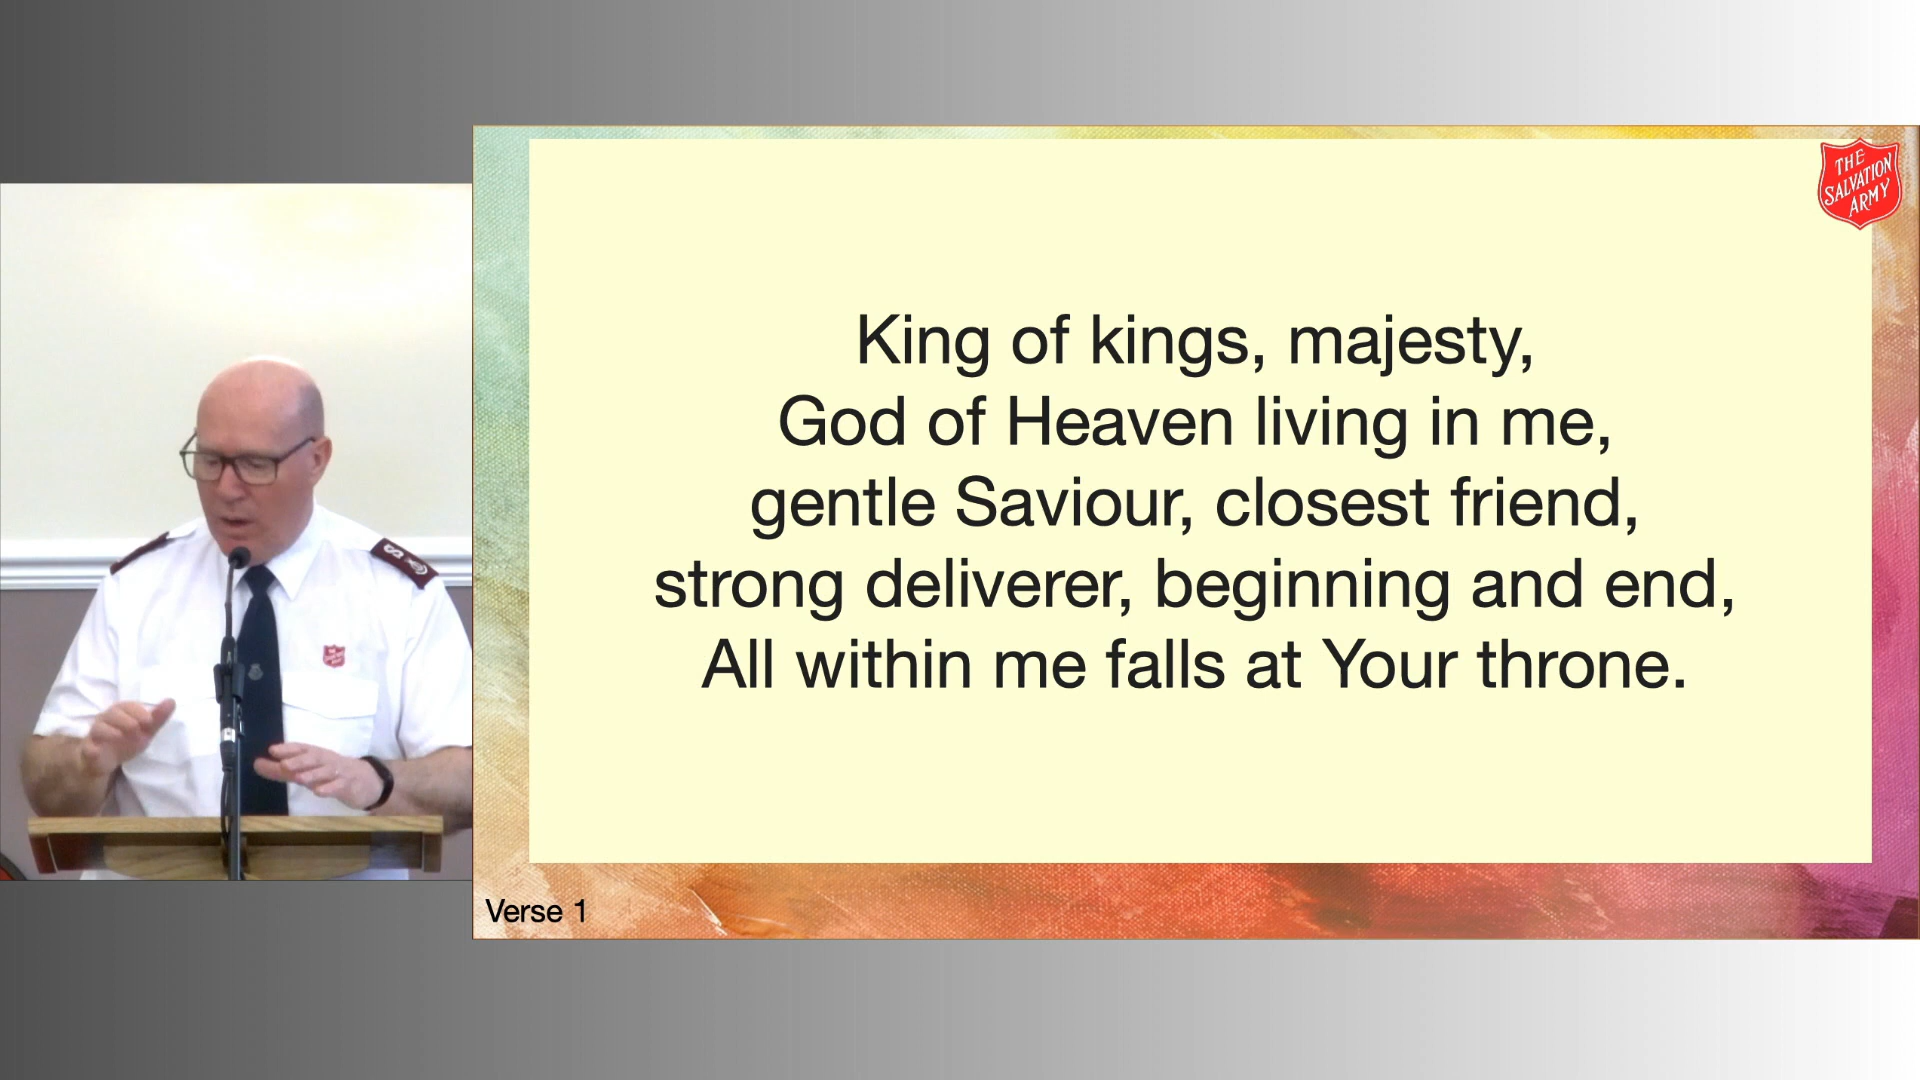 THE
SALVATION
ARMY
King of kings, majesty,
God of Heaven living in me,
gentle Saviour, closest friend,
strong deliverer, beginning and end,
All within me falls at Your throne.
Verse 1